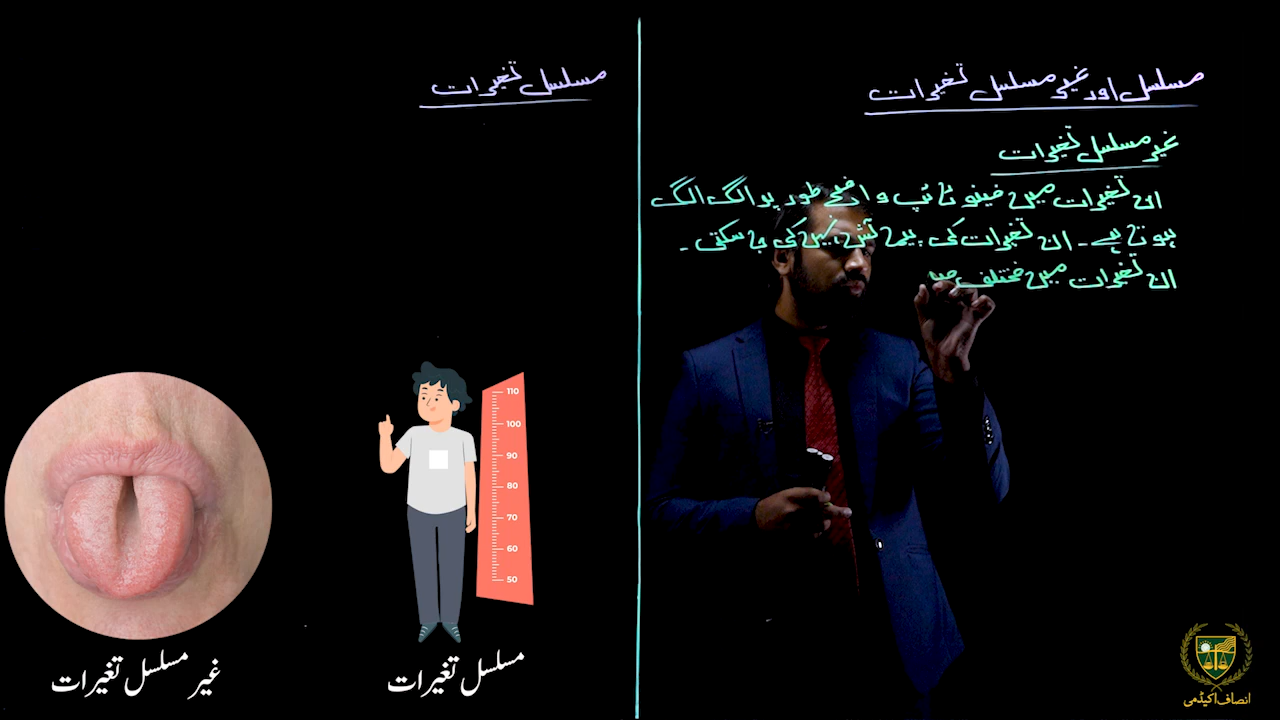 مسلسل اور غیر مسلسل تغیرات
غیر مسلسل تغیرات
ان تغیرات میں فینو ٹائپ واضح طور پر الگ الگ
ہوتا ہے۔ ان تغیرات کی پیمائش نہیں کی جا سکتی۔
ان تغیرات میں مختلف
مسلسل تغیرات
110
100
90
80
70
60
50
غیر مسلسل تغیرات
مسلسل تغیرات
انصاف اکیڈمی